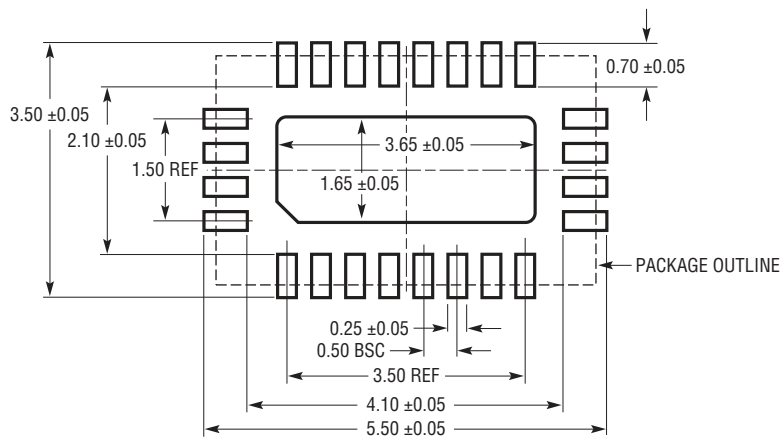 0.70 ±0.05
3.50 ±0.05
2.10 ±0.05
3.65 ±0.05
1.50 REF
1.65 ±0.05
PACKAGE OUTLINE
0.25 ±0.05
0.50 BSC
3.50 REF
4.10 ±0.05
5.50 ±0.05